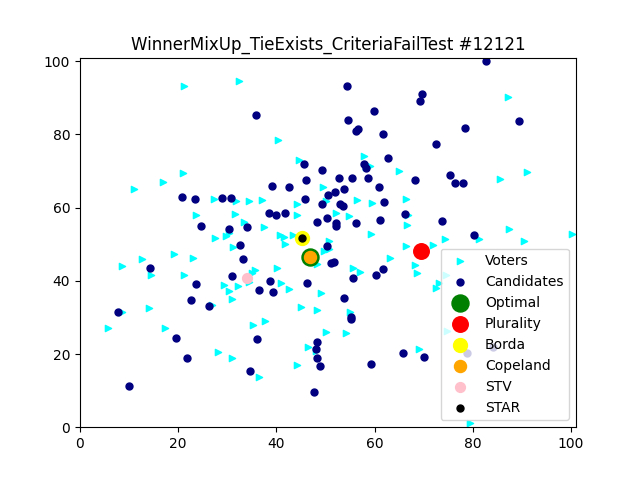 WinnerMixUp_TieExists_CriteriaFailTest #12121
100
80
60
40
20
0
0
20
40
60
80
100
Voters
Candidates
Optimal
Plurality
Borda
Copeland
STV
STAR